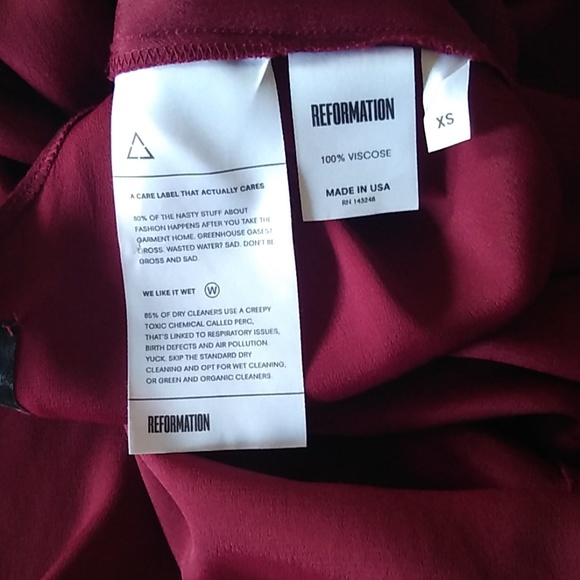 A CARE LABEL THAT ACTUALLY CARES
80% OF THE NASTY STUFF ABOUT
FASHION HAPPENS AFTER YOU TAKE THE
GARMENT HOME. GREENHOUSE GASES?
GROSS. WASTED WATER? SAD. DON'T BE
GROSS AND SAD.
WE LIKE IT WET W
85% OF DRY CLEANERS USE A CREEPY
TOXIC CHEMICAL CALLED PERC,
THAT'S LINKED TO RESPIRATORY ISSUES,
BIRTH DEFECTS AND AIR POLLUTION.
YUCK. SKIP THE STANDARD DRY
CLEANING AND OPT FOR WET CLEANING,
OR GREEN AND ORGANIC CLEANERS.
REFORMATION
REFORMATION
100% VISCOSE
MADE IN USA
RN 143246
XS